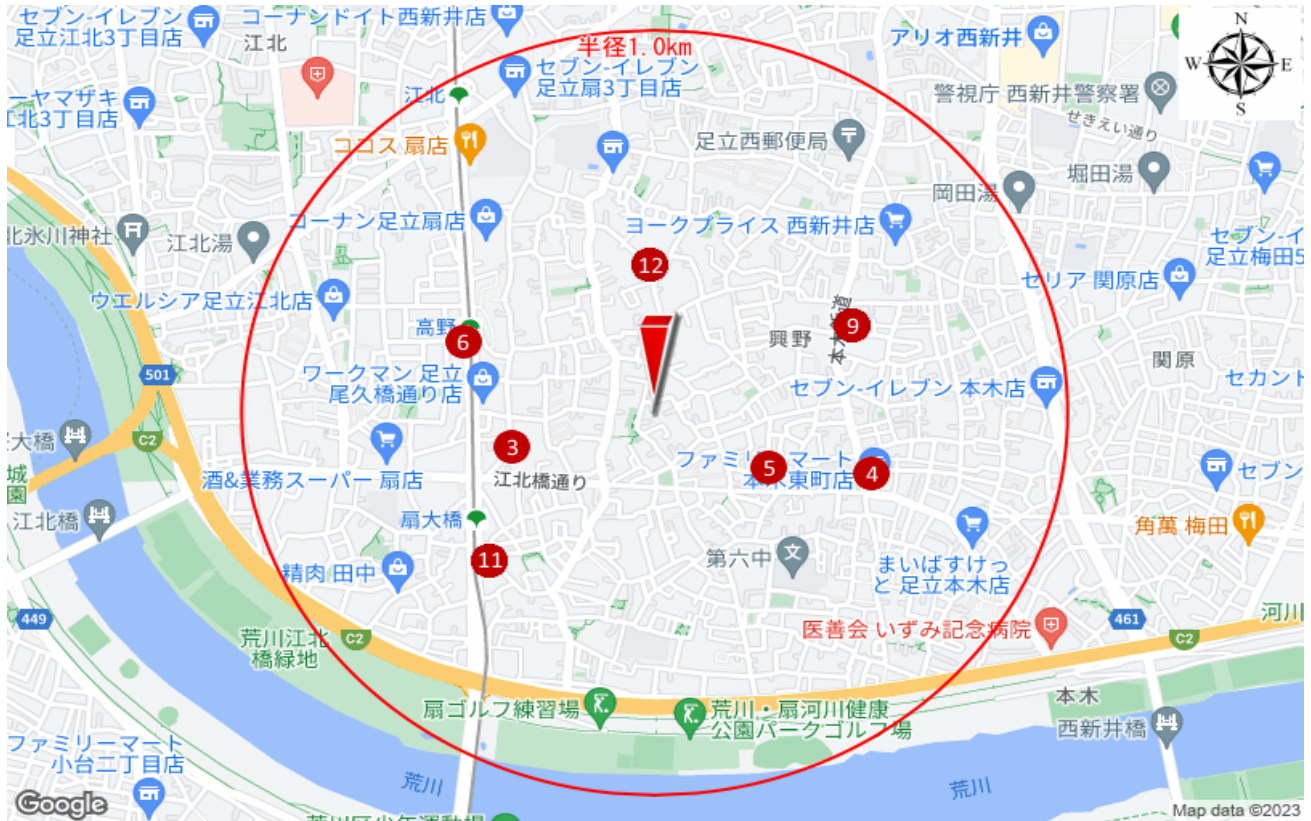 セブン-イレブン
足立江北3丁目店
コーナンドイト西新井店
江北
半径1.0km
アリオ西新井
N
W
E
S
セブン-イレブン
足立扇3丁目店
江北
ーヤマザキ
江北3丁目店
警視庁 西新井警察署
せきえい通り
ココス 扇店
足立西郵便局
堀田湯
岡田湯
コーナン足立扇店
ヨークプライス 西新井店
北氷川神社
江北湯
セブン-イ
足立梅田5
12
セリア 関原店
ウエルシア足立江北店
高野
6
興野
9
関原
501
ワークマン 足立
尾久橋通り店
セブン-イレブン 本木店
セカント
大橋
C2
3
ファミリーマート
本木東町店
5
4
城
園
酒&業務スーパー 扇店
江北橋通り
セブン
江北橋
扇大橋
角萬 梅田
11
第六中
まいばすけっ
と 足立本木店
精肉 田中
449
荒川江北
橋緑地
C2
医善会 いずみ記念病院
461
C2
河川
本木
扇ゴルフ練習場
荒川・扇河川健康
公園パークゴルフ場
西新井橋
ファミリーマート
小台二丁目店
荒川
荒川
Google
Map data ©2023